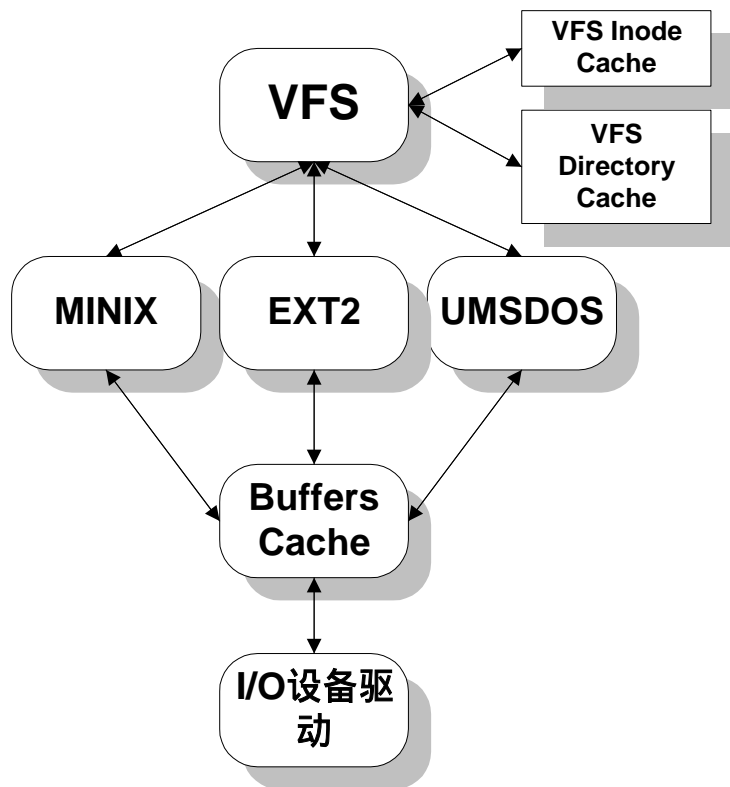 VFS
VFS Inode
Cache
VFS
Directory
Cache
MINIX
EXT2
UMSDOS
Buffers
Cache
I/O设备驱
动